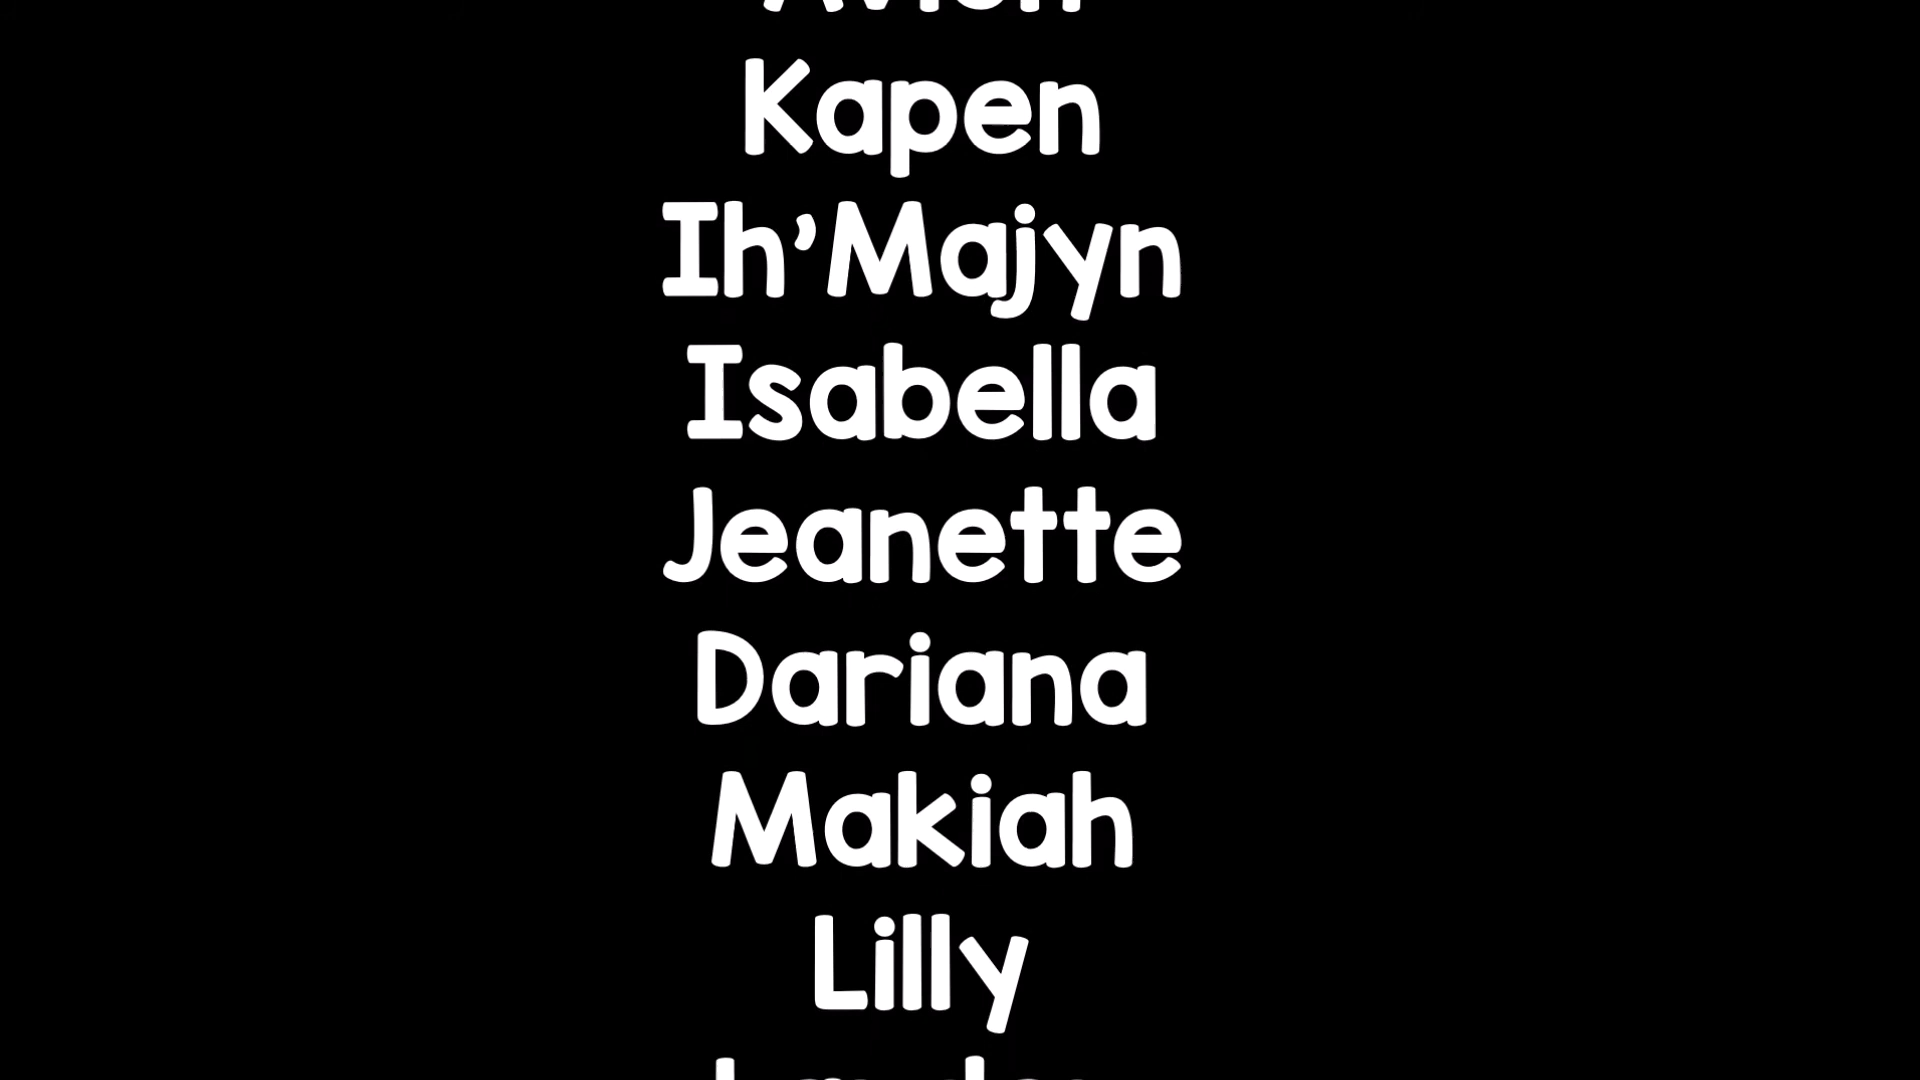 Kapen
Ih’Majyn
Isabella
Jeanette
Dariana
Makiah
Lilly